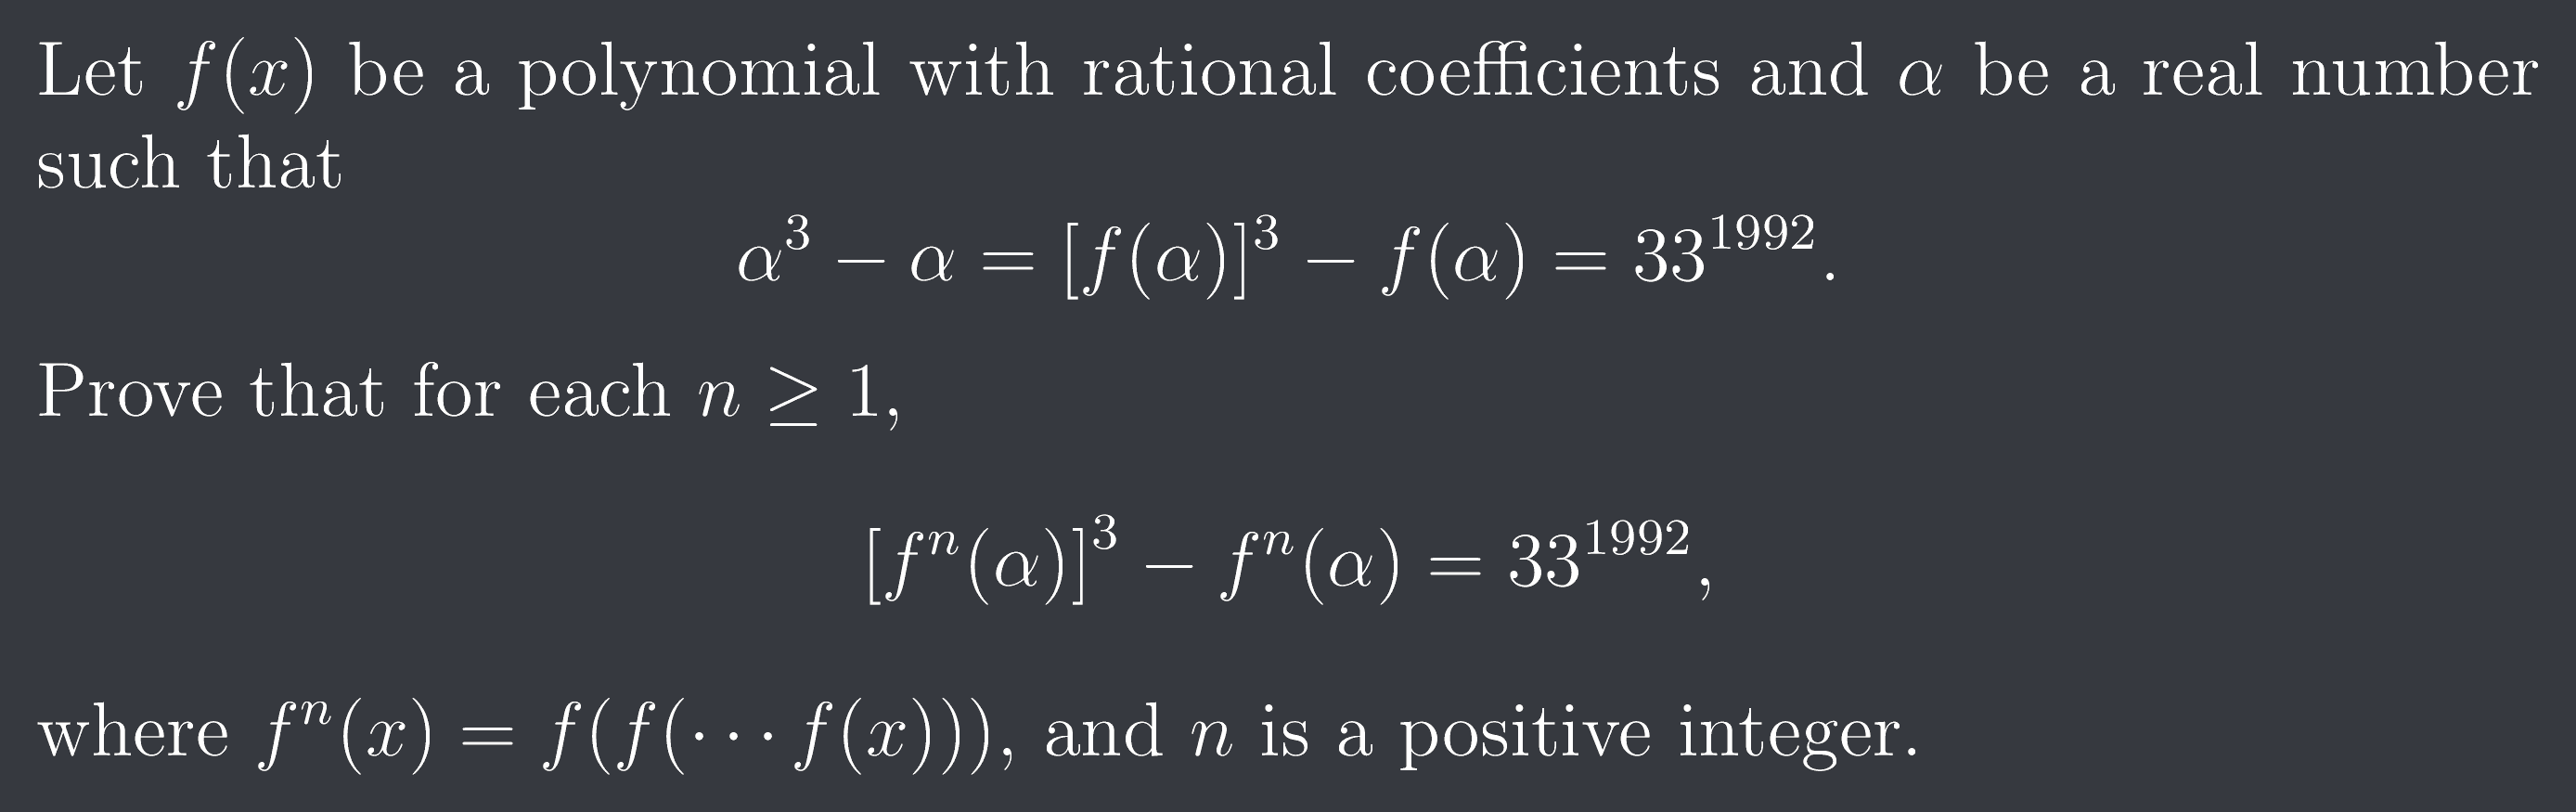 Let f(x) be a polynomial with rational coefficients and α be a real number
such that
α³ − α = [f(α)]³ − f(α) = 33¹⁹⁹².
Prove that for each n ≥ 1,
[fⁿ(α)]³ − fⁿ(α) = 33¹⁹⁹²,
where fⁿ(x) = f(f(⋯ f(x))), and n is a positive integer.